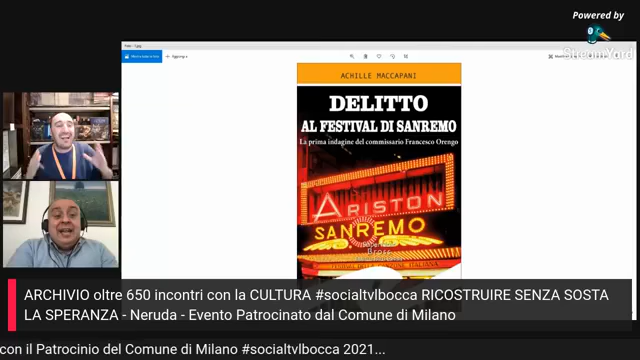 Powered by
StreamYard
Aggiungi a
ACHILLE MACCAPANI
DELITTO
AL FESTIVAL DI SANREMO
La prima indagine del commissario Francesco Orengo
ARISTON
SANREMO
ARCHIVIO oltre 650 incontri con la CULTURA #socialtvlbocca RICOSTRUIRE SENZA SOSTA
LA SPERANZA - Neruda - Evento Patrocinato dal Comune di Milano
con il Patrocinio del Comune di Milano #socialtvlbocca 2021...